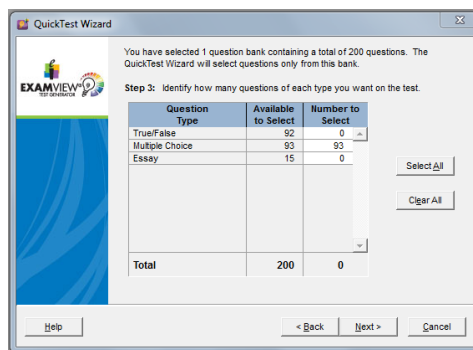 QuickTest Wizard
X
You have selected 1 question bank containing a total of 200 questions. The
QuickTest Wizard will select questions only from this bank.
EXAMVIEW®
TEST GENERATOR
Step 3: Identify how many questions of each type you want on the test.
Question Type Available to Select Number to Select
True/False 92 0
Multiple Choice 93 93
Essay 15 0
Select All
Clear All
Total 200 0
Help < Back Next > Cancel